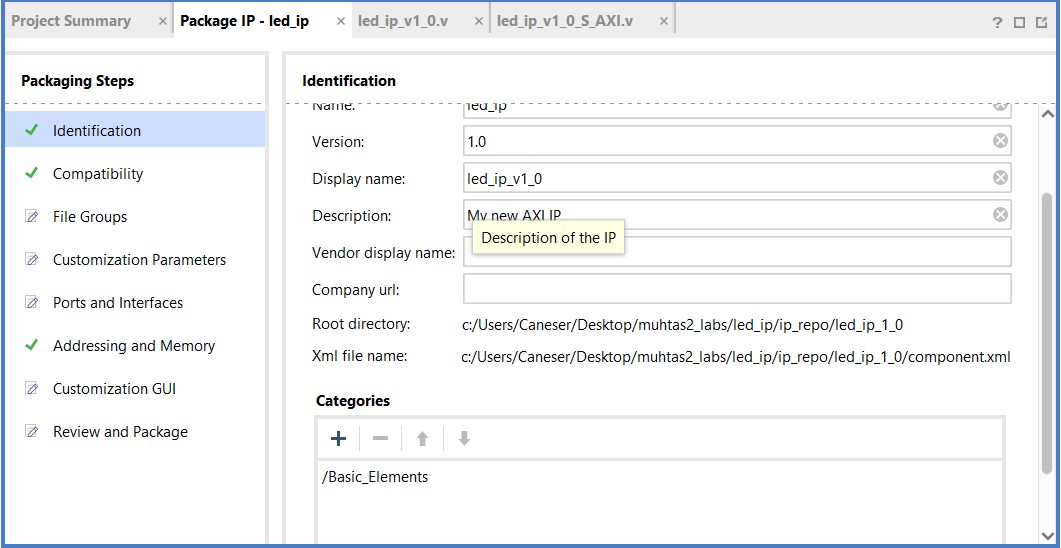 Project Summary × Package IP - led_ip × led_ip_v1_0.v × led_ip_v1_0_S_AXI.v × ?
Packaging Steps
Identification
Compatibility
File Groups
Customization Parameters
Ports and Interfaces
Addressing and Memory
Customization GUI
Review and Package
Identification
Name: led_ip
Version: 1.0
Display name: led_ip_v1_0
Description: My new AXI IP
Description of the IP
Vendor display name:
Company url:
Root directory: c:/Users/Caneser/Desktop/muhtas2_labs/led_ip/ip_repo/led_ip_1_0
Xml file name: c:/Users/Caneser/Desktop/muhtas2_labs/led_ip/ip_repo/led_ip_1_0/component.xml
Categories
/Basic_Elements